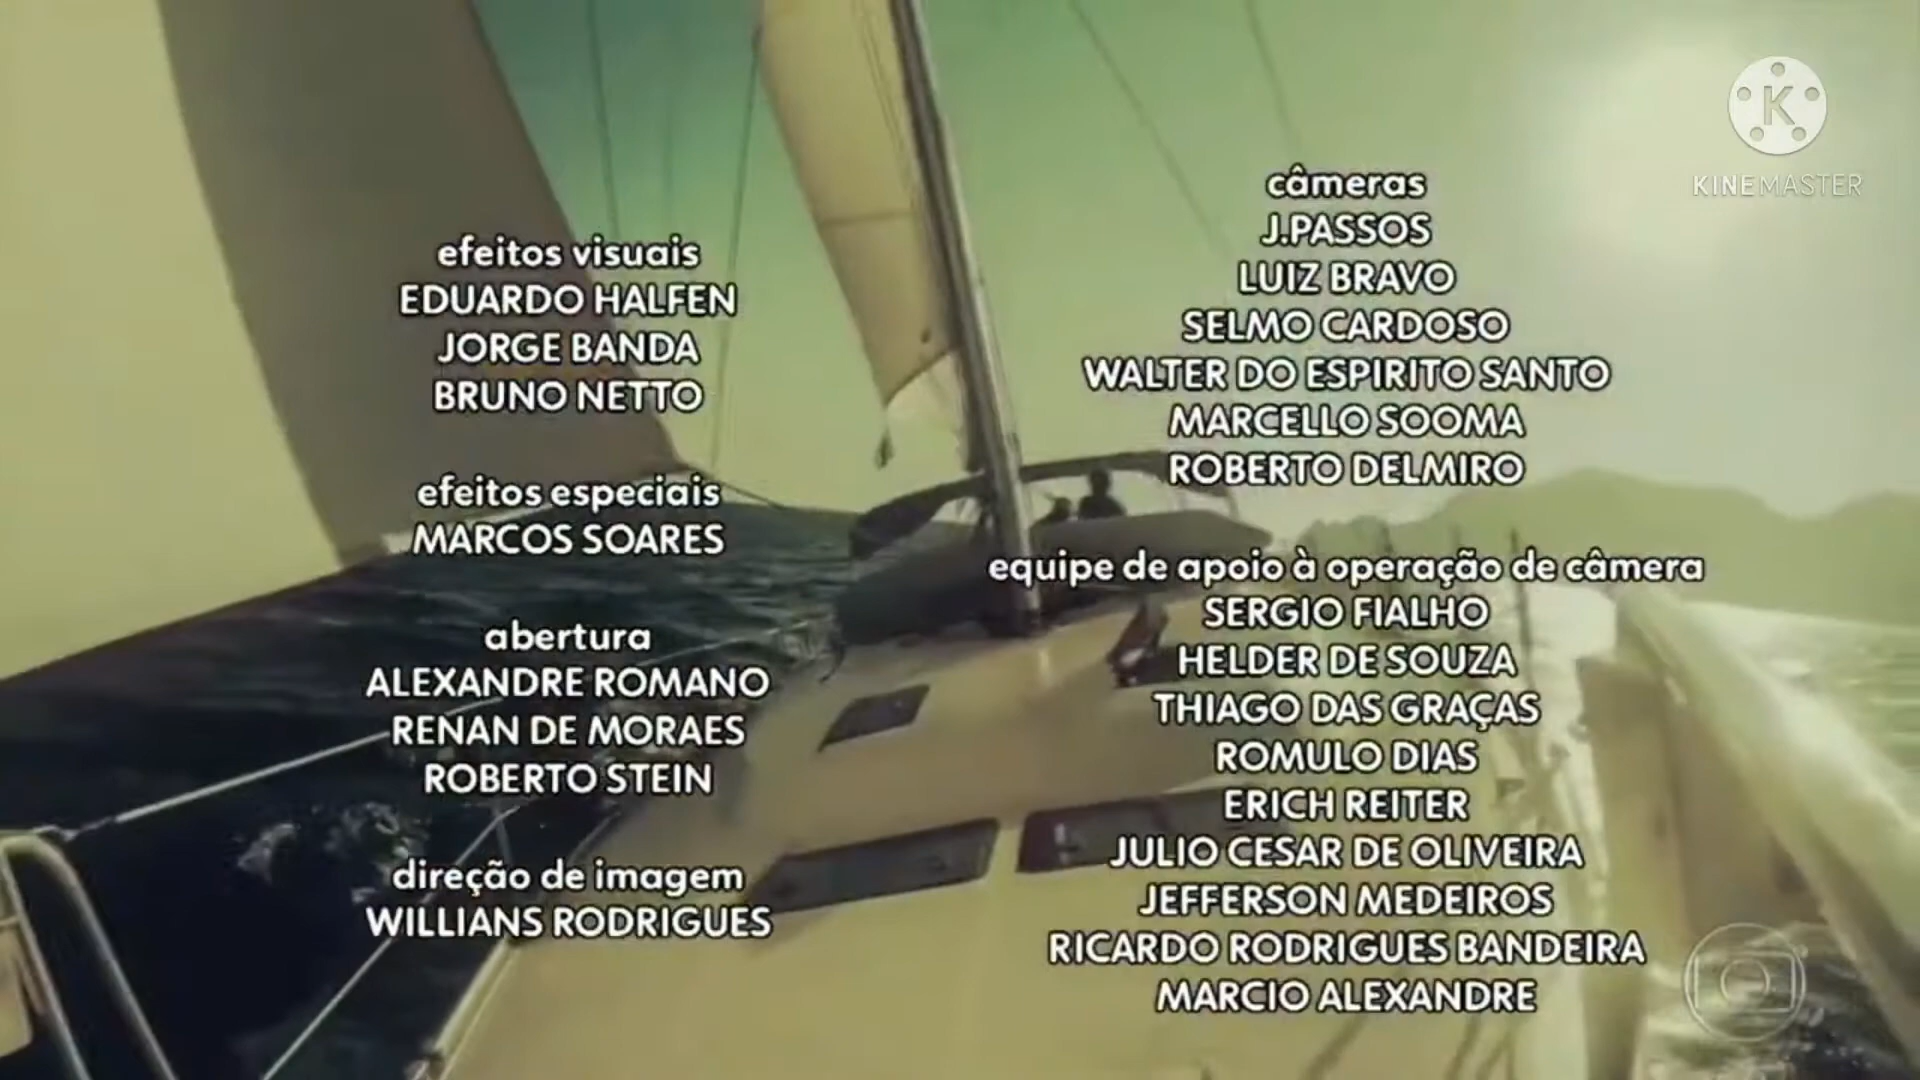 efeitos visuais
EDUARDO HALFEN
JORGE BANDA
BRUNO NETTO
efeitos especiais
MARCOS SOARES
abertura
ALEXANDRE ROMANO
RENAN DE MORAES
ROBERTO STEIN
direção de imagem
WILLIANS RODRIGUES
câmeras
J.PASSOS
LUIZ BRAVO
SELMO CARDOSO
WALTER DO ESPIRITO SANTO
MARCELLO SOOMA
ROBERTO DELMIRO
equipe de apoio à operação de câmera
SERGIO FIALHO
HELDER DE SOUZA
THIAGO DAS GRAÇAS
ROMULO DIAS
ERICH REITER
JULIO CESAR DE OLIVEIRA
JEFFERSON MEDEIROS
RICARDO RODRIGUES BANDEIRA
MARCIO ALEXANDRE
K
KINEMASTER